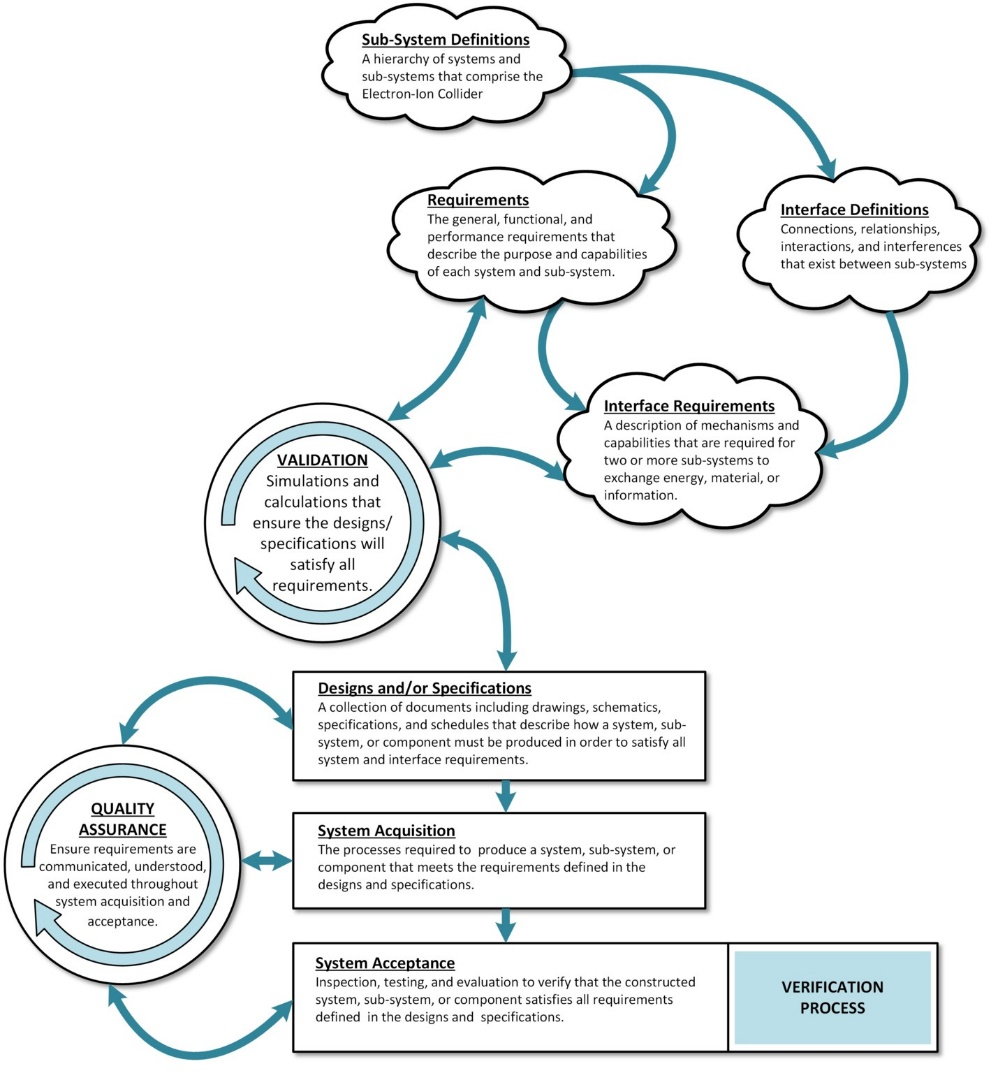 Sub-System Definitions
A hierarchy of systems and
sub-systems that comprise the
Electron-Ion Collider
Requirements
The general, functional, and
performance requirements that
describe the purpose and capabilities
of each system and sub-system.
Interface Definitions
Connections, relationships,
interactions, and interferences
that exist between sub-systems
Interface Requirements
A description of mechanisms and
capabilities that are required for
two or more sub-systems to
exchange energy, material, or
information.
VALIDATION
Simulations and
calculations that
ensure the designs/
specifications will
satisfy all
requirements.
Designs and/or Specifications
A collection of documents including drawings, schematics,
specifications, and schedules that describe how a system, sub-
system, or component must be produced in order to satisfy all
system and interface requirements.
QUALITY
ASSURANCE
Ensure requirements are
communicated, understood,
and executed throughout
system acquisition and
acceptance.
System Acquisition
The processes required to produce a system, sub-system, or
component that meets the requirements defined in the
designs and specifications.
System Acceptance
Inspection, testing, and evaluation to verify that the constructed
system, sub-system, or component satisfies all requirements
defined in the designs and specifications.
VERIFICATION
PROCESS